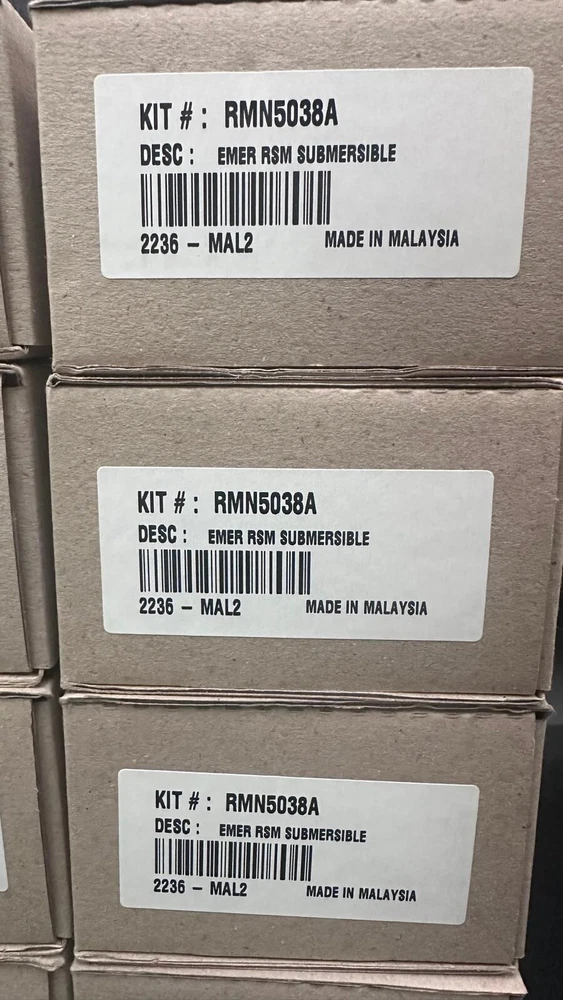 KIT # : RMN5038A
DESC : EMER RSM SUBMERSIBLE
2236 – MAL2 MADE IN MALAYSIA
KIT # : RMN5038A
DESC : EMER RSM SUBMERSIBLE
2236 – MAL2 MADE IN MALAYSIA
KIT # : RMN5038A
DESC : EMER RSM SUBMERSIBLE
2236 – MAL2 MADE IN MALAYSIA